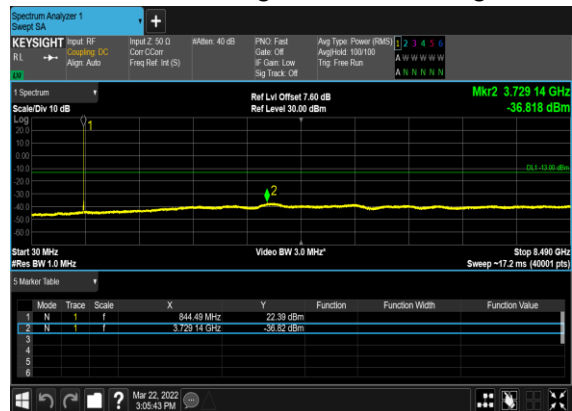 Spectrum Analyzer 1
Swept SA
+
KEYSIGHT Input: RF Input Z: 50 Ω #Atten: 40 dB PNO: Fast Avg Type: Power (RMS) 1 2 3 4 5 6
RL Coupling: DC Corr CCorr Gate: Off Avg|Hold: 100/100 A W W W W W
Align: Auto Freq Ref: Int (S) IF Gain: Low Trig: Free Run
Sig Track: Off A N N N N N
LXI
1 Spectrum Ref Lvl Offset 7.60 dB Mkr2 3.729 14 GHz
Scale/Div 10 dB Ref Level 30.00 dBm -36.818 dBm
Log
1
20.0
10.0
0.00
-10.0
DL1 -13.00 dBm
-20.0
2
-30.0
-40.0
-50.0
-60.0
Start 30 MHz Video BW 3.0 MHz* Stop 8.490 GHz
#Res BW 1.0 MHz Sweep ~17.2 ms (40001 pts)
5 Marker Table
Mode Trace Scale X Y Function Function Width Function Value
1 N 1 f 844.49 MHz 22.39 dBm
2 N 1 f 3.729 14 GHz -36.82 dBm
3
4
5
6
? Mar 22, 2022
3:05:43 PM